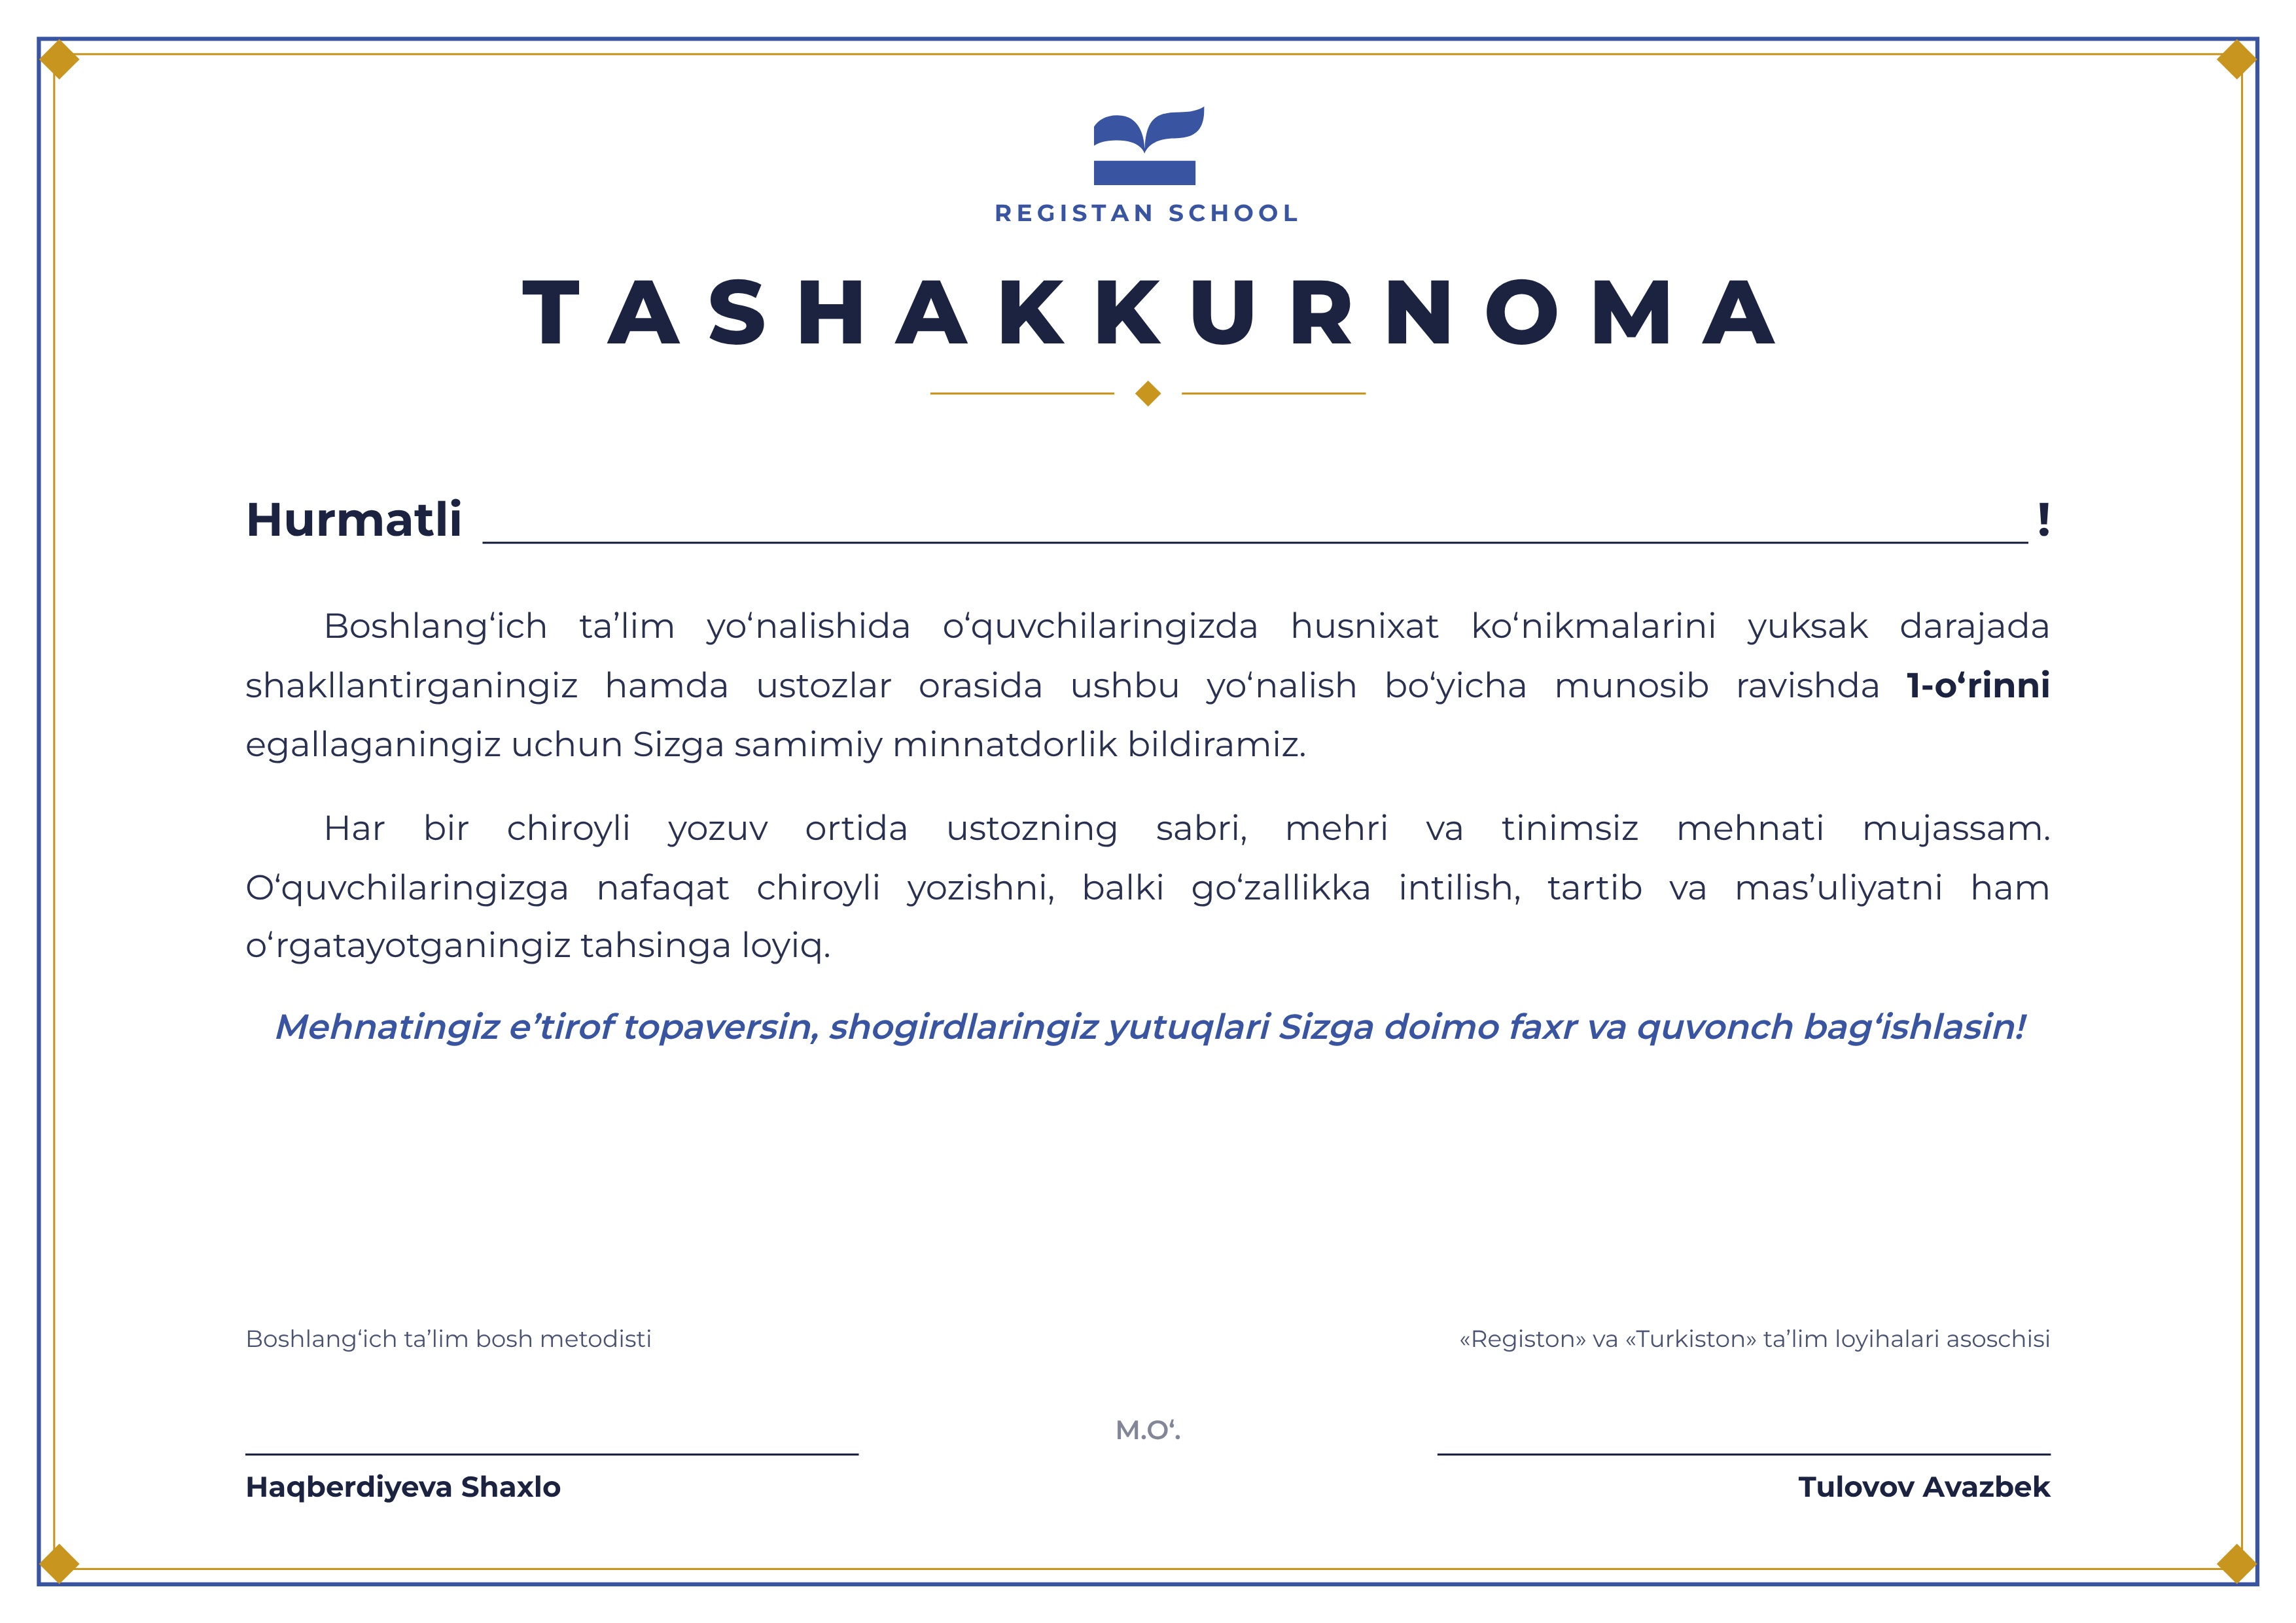 REGISTAN SCHOOL
TASHAKKURNOMA
Hurmatli !
Boshlang‘ich ta’lim yo‘nalishida o‘quvchilaringizda husnixat ko‘nikmalarini yuksak darajada
shakllantirganingiz hamda ustozlar orasida ushbu yo‘nalish bo‘yicha munosib ravishda 1-o‘rinni
egallaganingiz uchun Sizga samimiy minnatdorlik bildiramiz.
Har bir chiroyli yozuv ortida ustozning sabri, mehri va tinimsiz mehnati mujassam.
O‘quvchilaringizga nafaqat chiroyli yozishni, balki go‘zallikka intilish, tartib va mas’uliyatni ham
o‘rgatayotganingiz tahsinga loyiq.
Mehnatingiz e’tirof topaversin, shogirdlaringiz yutuqlari Sizga doimo faxr va quvonch bag‘ishlasin!
Boshlang‘ich ta’lim bosh metodisti
«Registon» va «Turkiston» ta’lim loyihalari asoschisi
M.O‘.
Haqberdiyeva Shaxlo
Tulovov Avazbek